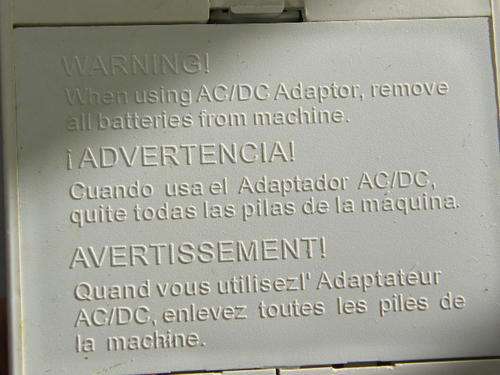 WARNING!
When using AC/DC Adaptor, remove
all batteries from machine.
¡ADVERTENCIA!
Cuando usa el Adaptador AC/DC,
quite todas las pilas de la máquina.
AVERTISSEMENT!
Quand vous utilisezl' Adaptateur
AC/DC, enlevez toutes les piles de
la machine.